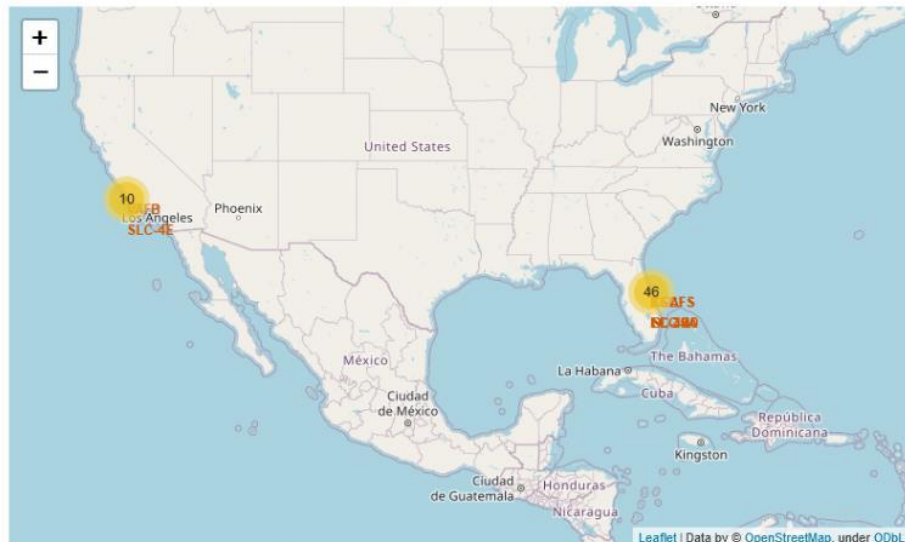 +
−
Ottawa
New York
Washington
United States
10
Los Angeles
SLC-4E
Phoenix
46
The Bahamas
La Habana
Cuba
México
Ciudad
de México
República
Dominicana
Kingston
Ciudad
de Guatemala
Honduras
Nicaragua
Leaflet | Data by © OpenStreetMap, under ODbL